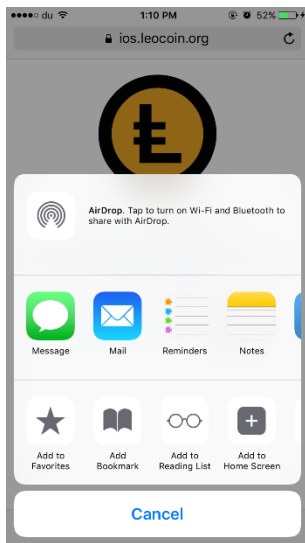 du 1:10 PM 52%
ios.leocoin.org
AirDrop. Tap to turn on Wi-Fi and Bluetooth to
share with AirDrop.
Message Mail Reminders Notes
Add to Add Add to Add to
Favorites Bookmark Reading List Home Screen
Cancel